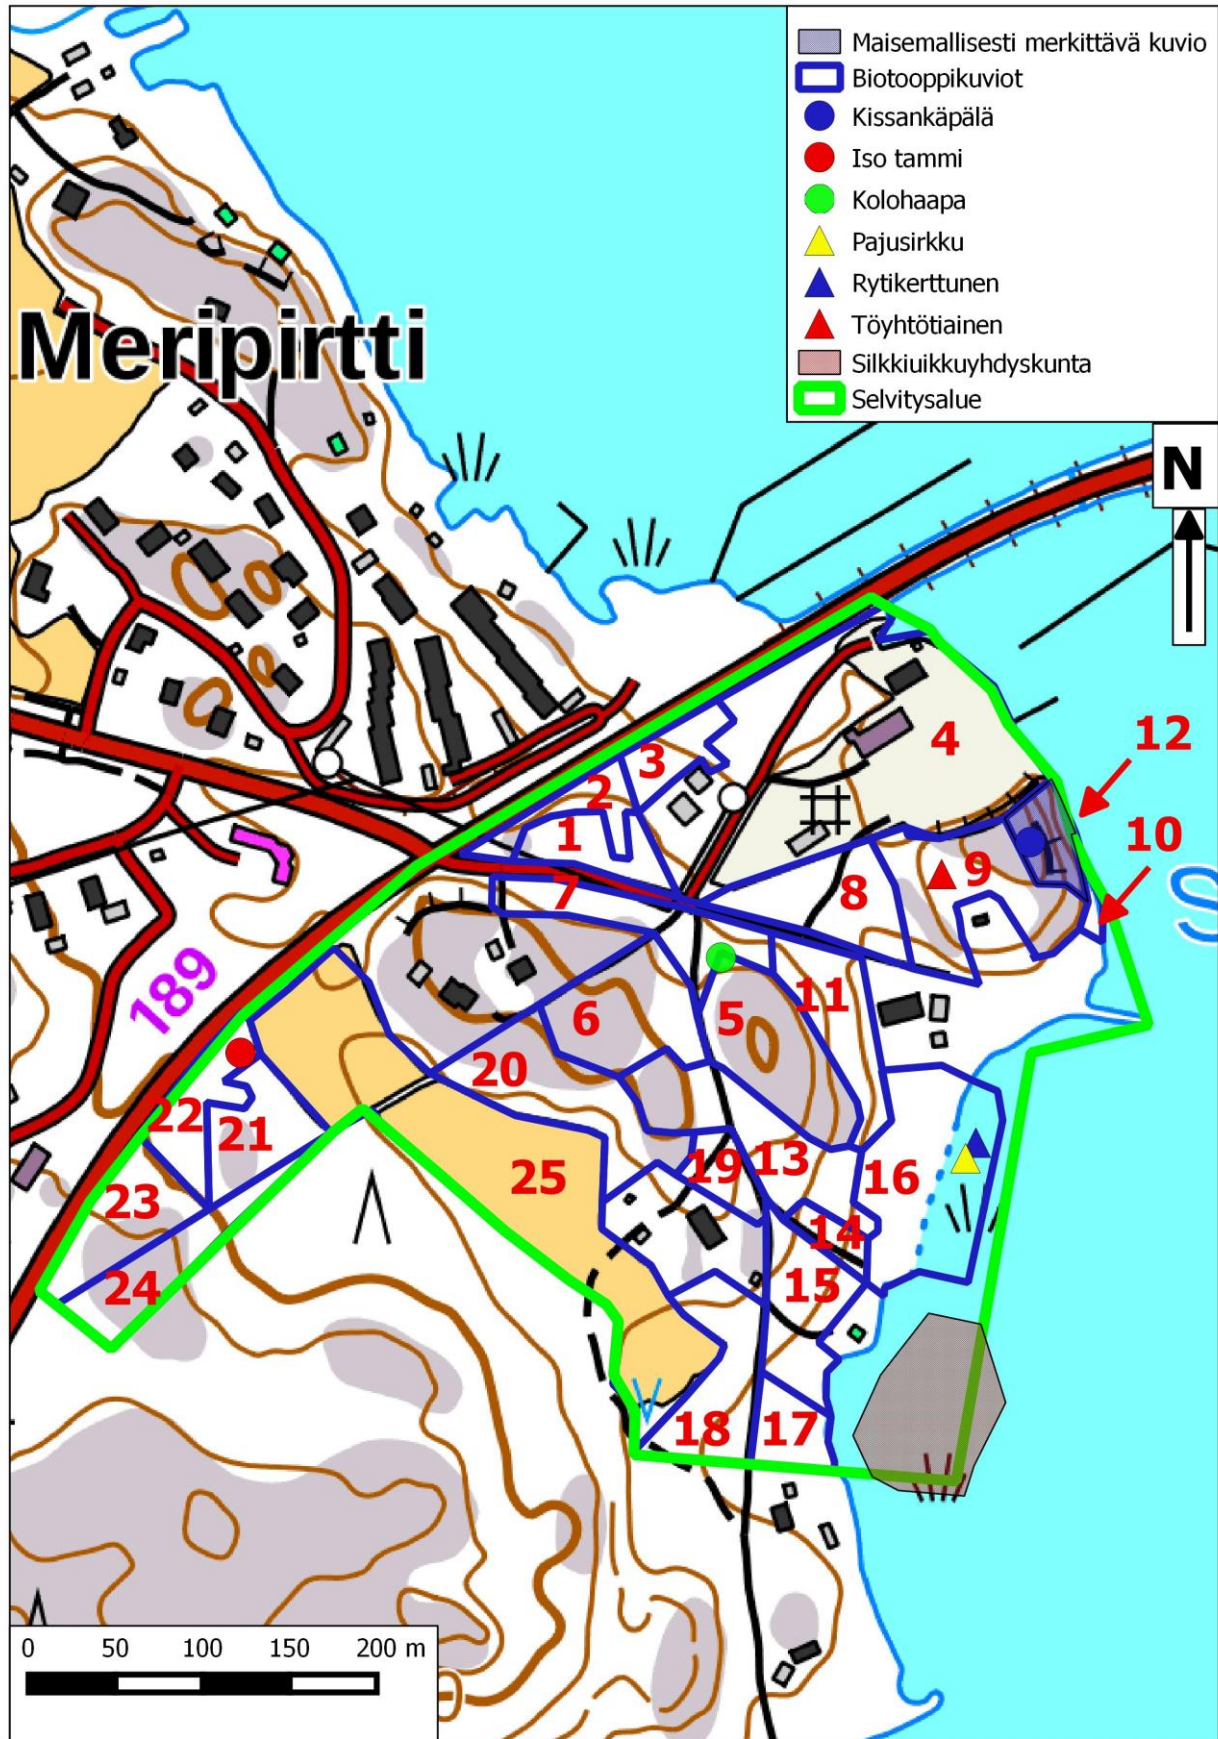 Maisemallisesti merkittävä kuvio
Biotooppikuviot
Kissankäpälä
Iso tammi
Kolohaapa
Pajusirkku
Rytikerttunen
Töyhtötiainen
Silkkiuikkuyhdyskunta
Selvitysalue
Meripirtti
N
4
12
3
2
1
10
9
8
7
S
189
5
11
6
20
22
21
25
19
13
16
23
14
24
15
18
17
0 50 100 150 200 m